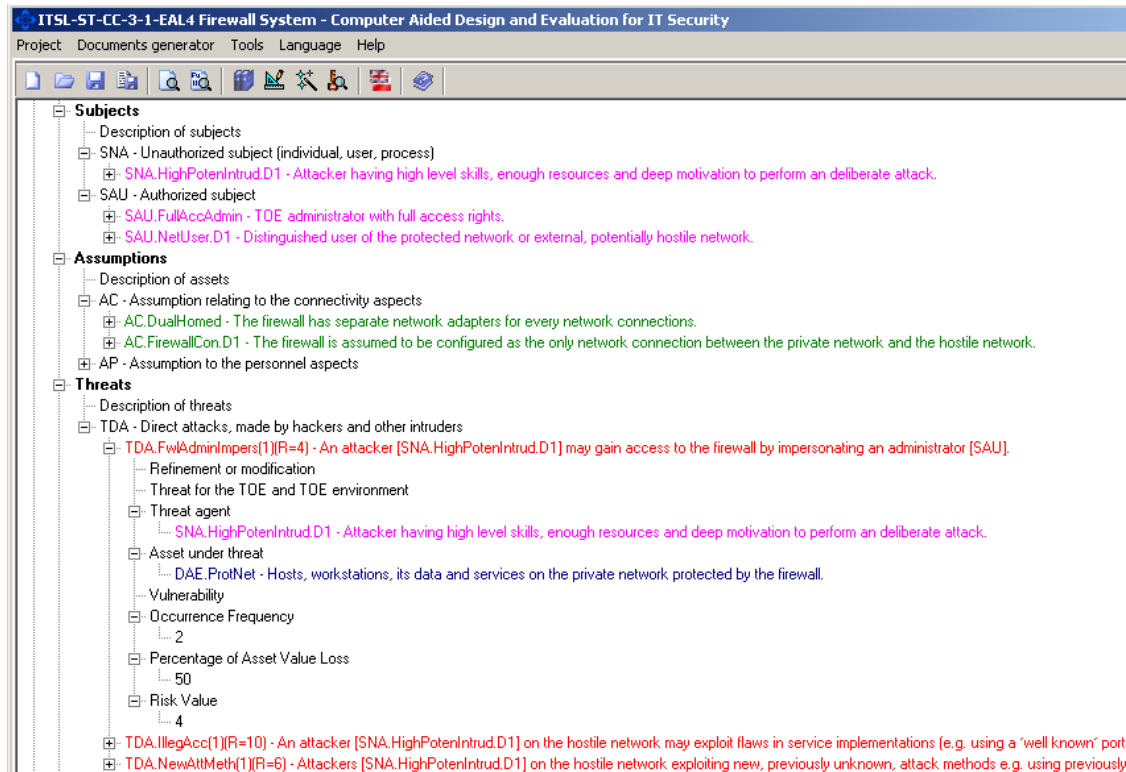 ITSL-ST-CC-3-1-EAL4 Firewall System - Computer Aided Design and Evaluation for IT Security
Project Documents generator Tools Language Help
Subjects
Description of subjects
SNA - Unauthorized subject (individual, user, process)
SNA.HighPotenIntrud.D1 - Attacker having high level skills, enough resources and deep motivation to perform an deliberate attack.
SAU - Authorized subject
SAU.FullAccAdmin - TOE administrator with full access rights.
SAU.NetUser.D1 - Distinguished user of the protected network or external, potentially hostile network.
Assumptions
Description of assets
AC - Assumption relating to the connectivity aspects
AC.DualHomed - The firewall has separate network adapters for every network connections.
AC.FirewallCon.D1 - The firewall is assumed to be configured as the only network connection between the private network and the hostile network.
AP - Assumption to the personnel aspects
Threats
Description of threats
TDA - Direct attacks, made by hackers and other intruders
TDA.FwlAdminImpers(1)(R=4) - An attacker [SNA.HighPotenIntrud.D1] may gain access to the firewall by impersonating an administrator [SAU].
Refinement or modification
Threat for the TOE and TOE environment
Threat agent
SNA.HighPotenIntrud.D1 - Attacker having high level skills, enough resources and deep motivation to perform an deliberate attack.
Asset under threat
DAE.ProtNet - Hosts, workstations, its data and services on the private network protected by the firewall.
Vulnerability
Occurrence Frequency
2
Percentage of Asset Value Loss
50
Risk Value
4
TDA.IllegAcc(1)(R=10) - An attacker [SNA.HighPotenIntrud.D1] on the hostile network may exploit flaws in service implementations (e.g. using a 'well known' port
TDA.NewAttMeth(1)(R=6) - Attackers [SNA.HighPotenIntrud.D1] on the hostile network exploiting new, previously unknown, attack methods e.g. using previously